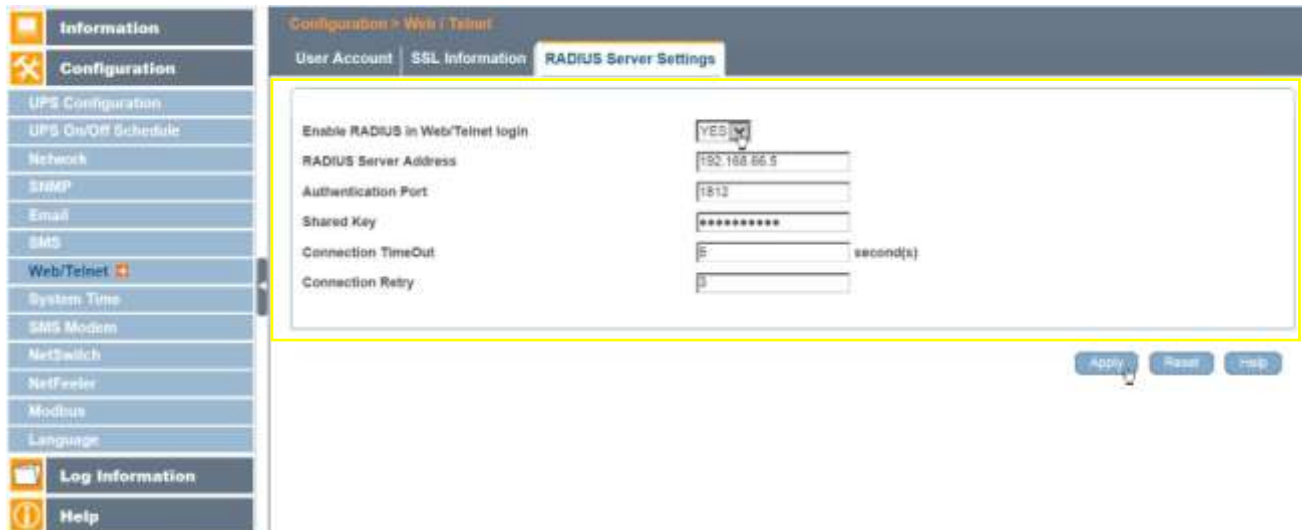 Information
Configuration
UPS Configuration
UPS On/Off Schedule
Network
SNMP
Email
SMS
Web/Telnet
System Time
SMS Modem
NetSwitch
NetFeeler
Modbus
Language
Log Information
Help
Configuration > Web / Telnet
User Account | SSL Information RADIUS Server Settings
Enable RADIUS in Web/Telnet login YES
RADIUS Server Address 192.168.66.5
Authentication Port 1812
Shared Key ••••••••••
Connection TimeOut 5 second(s)
Connection Retry 3
Apply Reset Help